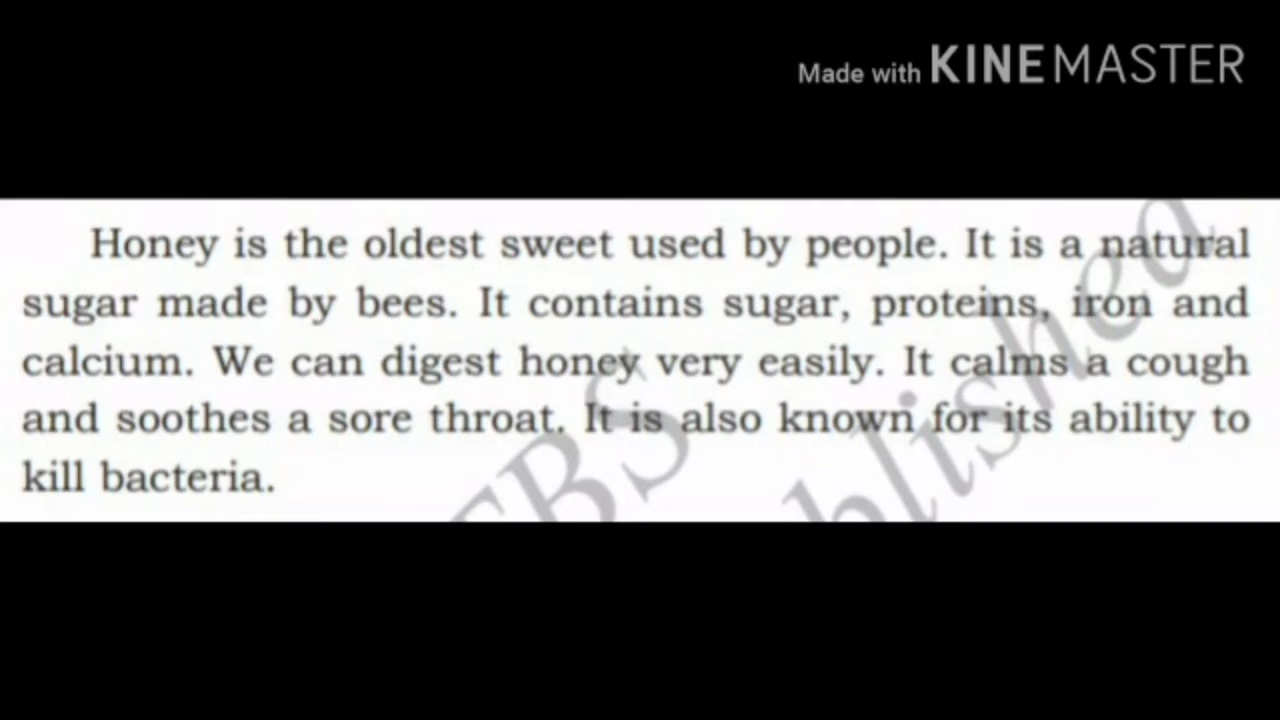 Made with KINEMASTER
Honey is the oldest sweet used by people. It is a natural
sugar made by bees. It contains sugar, proteins, iron and
calcium. We can digest honey very easily. It calms a cough
and soothes a sore throat. It is also known for its ability to
kill bacteria.
TBS
blished